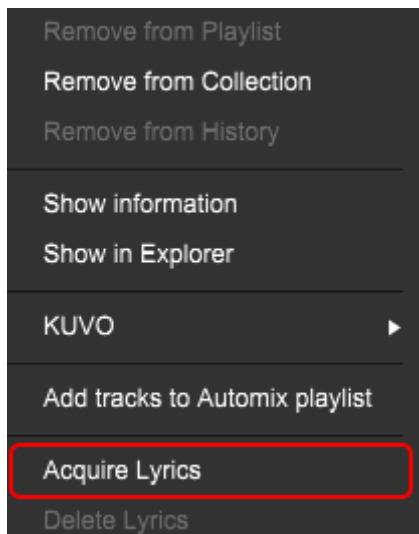 Remove from Playlist
Remove from Collection
Remove from History
Show information
Show in Explorer
KUVO
Add tracks to Automix playlist
Acquire Lyrics
Delete Lyrics